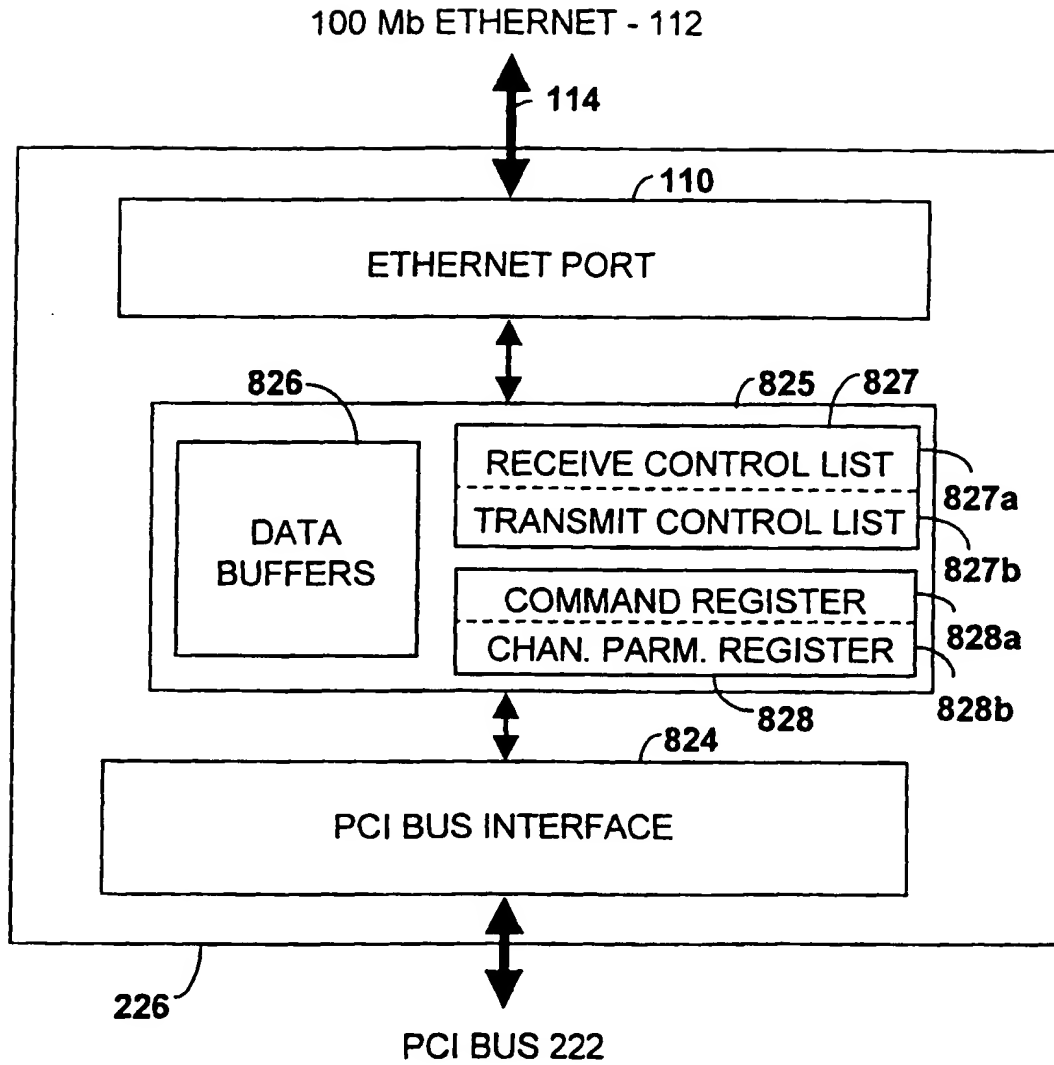 100 Mb ETHERNET - 112
114
110
ETHERNET PORT
826
825
827
DATA
BUFFERS
RECEIVE CONTROL LIST
827a
TRANSMIT CONTROL LIST
827b
COMMAND REGISTER
828a
CHAN. PARM. REGISTER
828b
828
824
PCI BUS INTERFACE
226
PCI BUS 222